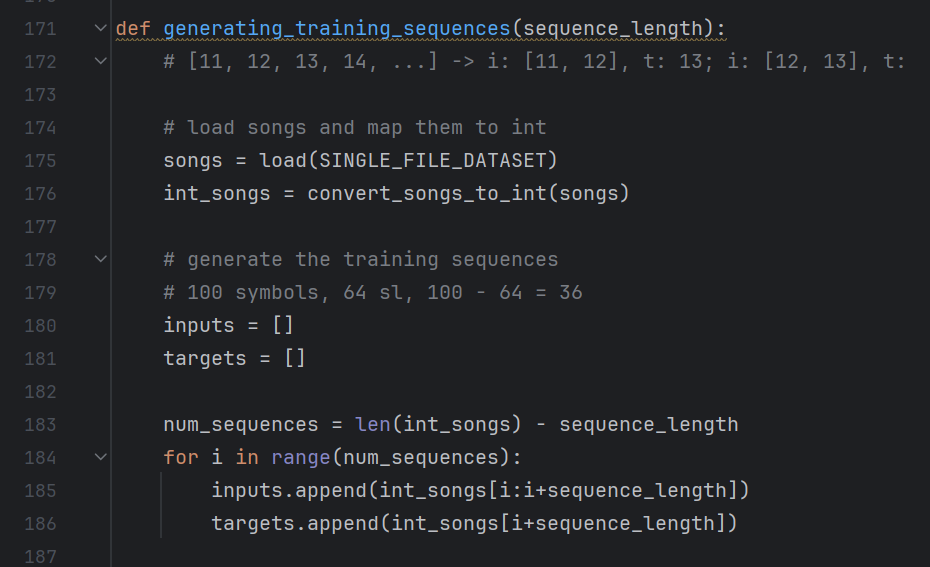 171 def generating_training_sequences(sequence_length):
172 # [11, 12, 13, 14, ...] -> i: [11, 12], t: 13; i: [12, 13], t:
173
174 # load songs and map them to int
175 songs = load(SINGLE_FILE_DATASET)
176 int_songs = convert_songs_to_int(songs)
177
178 # generate the training sequences
179 # 100 symbols, 64 sl, 100 - 64 = 36
180 inputs = []
181 targets = []
182
183 num_sequences = len(int_songs) - sequence_length
184 for i in range(num_sequences):
185 inputs.append(int_songs[i:i+sequence_length])
186 targets.append(int_songs[i+sequence_length])
187